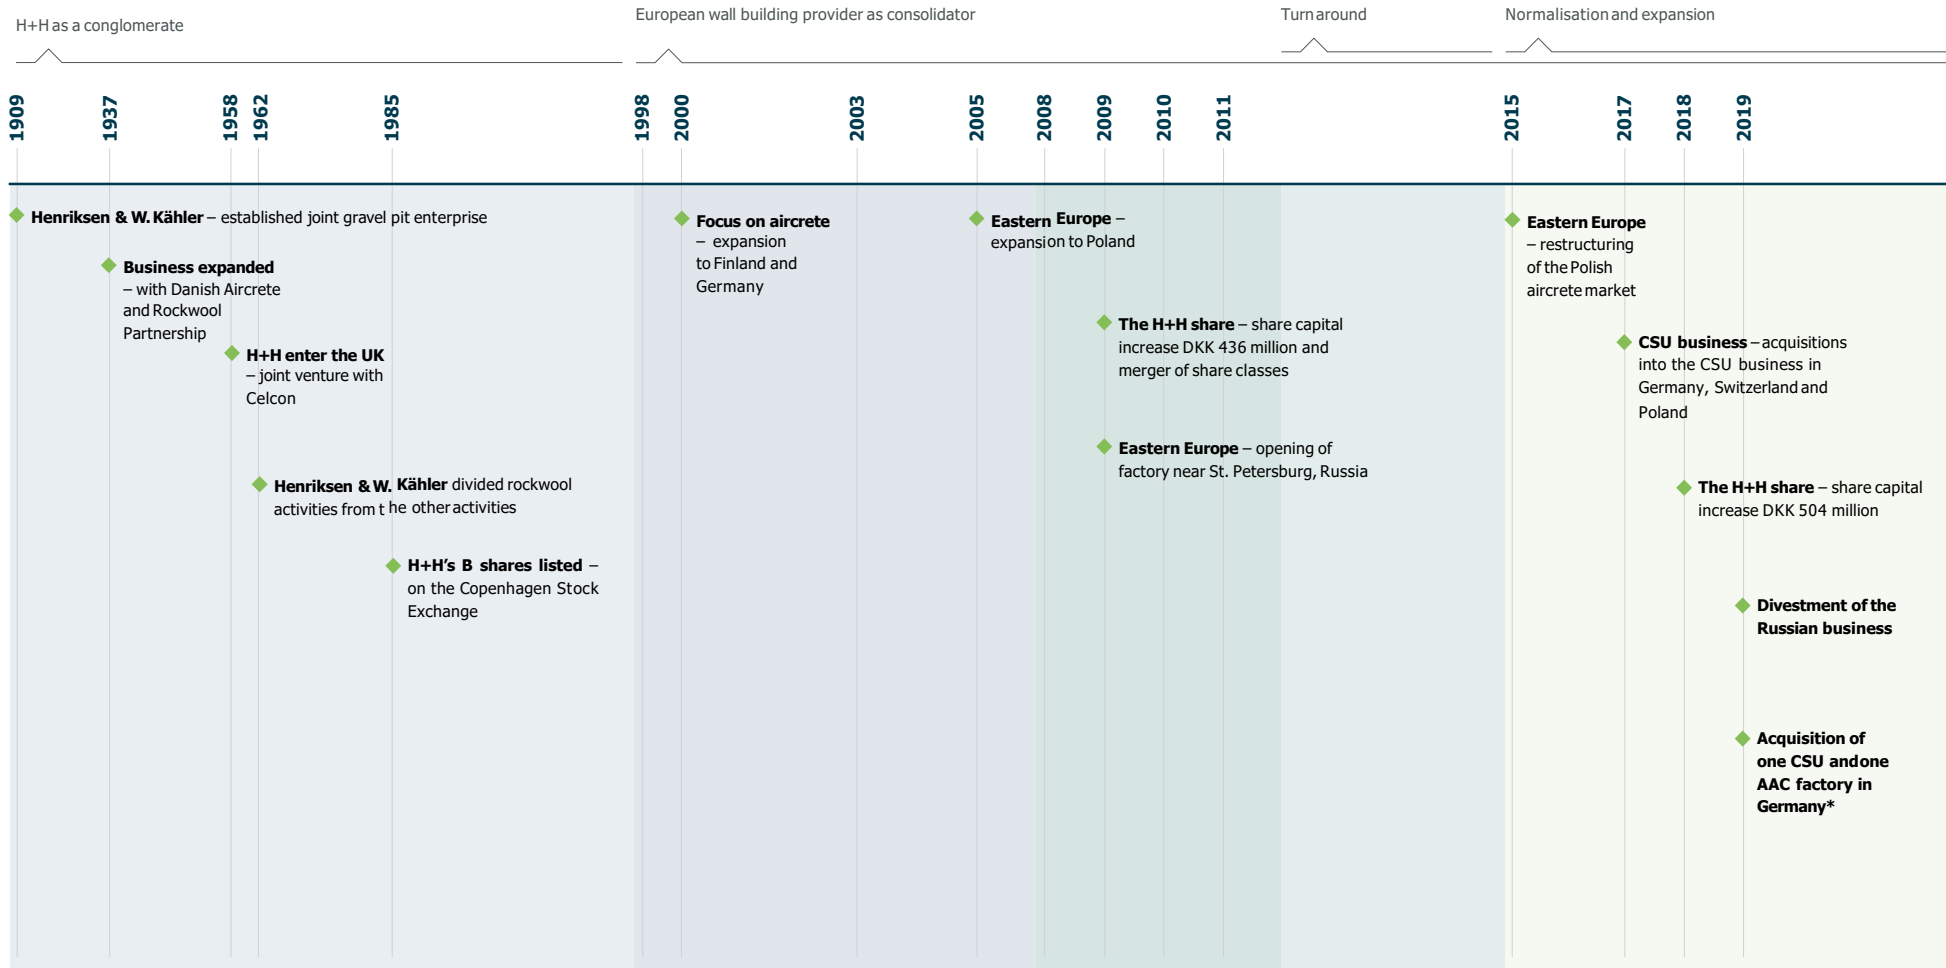 H+H as a conglomerate
European wall building provider as consolidator
Turnaround
Normalisation and expansion
1909
1937
1958
1962
1985
1998
2000
2003
2005
2008
2009
2010
2011
2015
2017
2018
2019
Henriksen & W. Kähler – established joint gravel pit enterprise
Business expanded
– with Danish Aircrete
and Rockwool
Partnership
H+H enter the UK
– joint venture with
Celcon
Henriksen & W. Kähler divided rockwool
activities from the other activities
H+H's B shares listed –
on the Copenhagen Stock
Exchange
Focus on aircrete
– expansion
to Finland and
Germany
Eastern Europe –
expansion to Poland
The H+H share – share capital
increase DKK 436 million and
merger of share classes
Eastern Europe – opening of
factory near St. Petersburg, Russia
Eastern Europe
– restructuring
of the Polish
aircrete market
CSU business – acquisitions
into the CSU business in
Germany, Switzerland and
Poland
The H+H share – share capital
increase DKK 504 million
Divestment of the
Russian business
Acquisition of
one CSU andone
AAC factory in
Germany*